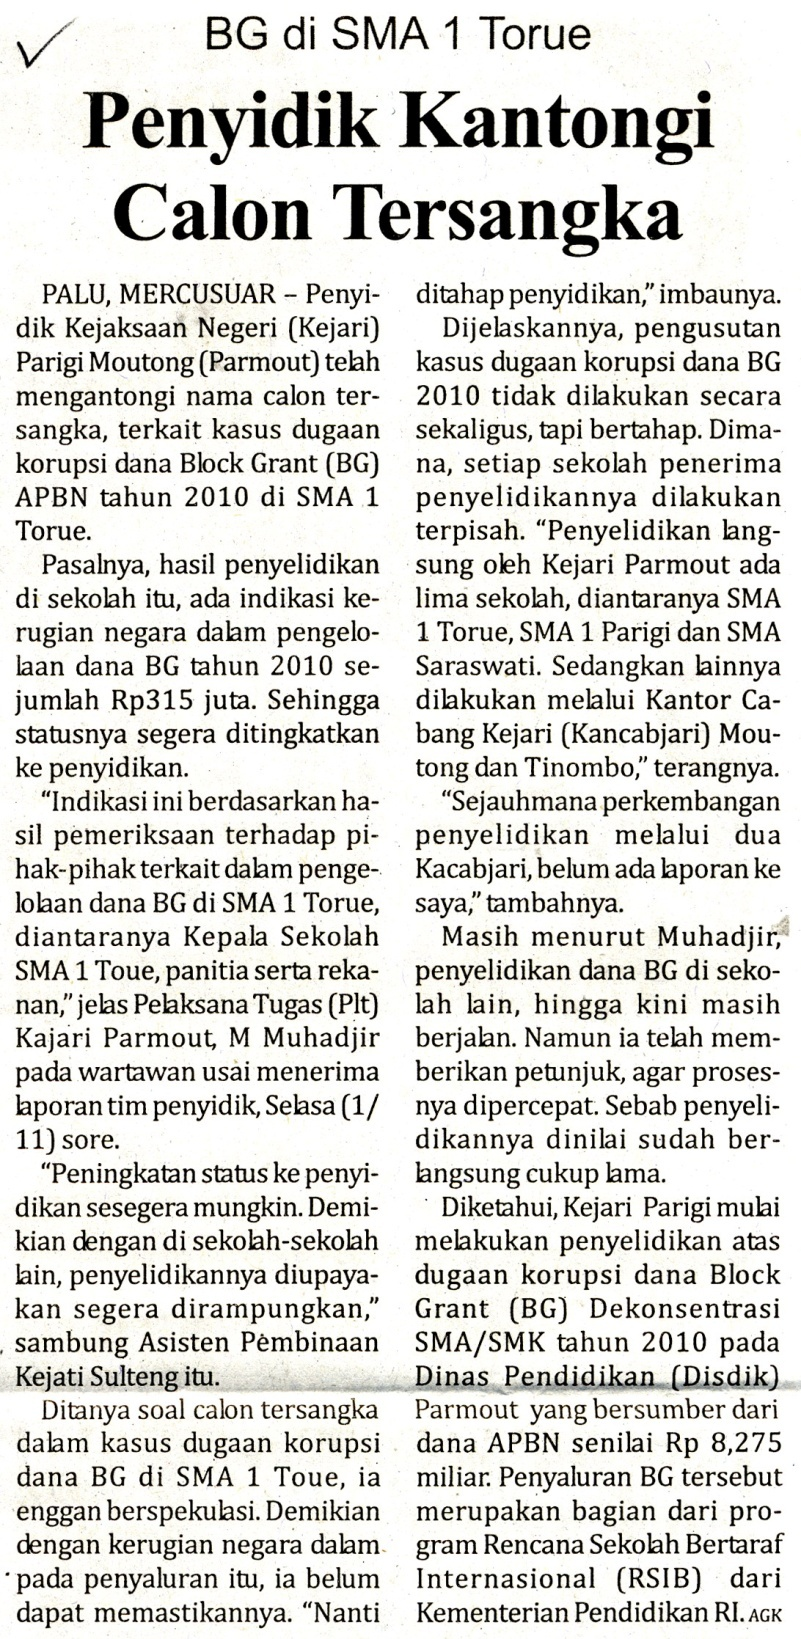 BG di SMA 1 Torue
Penyidik Kantongi
Calon Tersangka
PALU, MERCUSUAR – Penyi-
dik Kejaksaan Negeri (Kejari)
Parigi Moutong (Parmout) telah
mengantongi nama calon ter-
sangka, terkait kasus dugaan
korupsi dana Block Grant (BG)
APBN tahun 2010 di SMA 1
Torue.
Pasalnya, hasil penyelidikan
di sekolah itu, ada indikasi ke-
rugian negara dalam pengelo-
laan dana BG tahun 2010 se-
jumlah Rp315 juta. Sehingga
statusnya segera ditingkatkan
ke penyidikan.
“Indikasi ini berdasarkan ha-
sil pemeriksaan terhadap pi-
hak-pihak terkait dalam penge-
lolaan dana BG di SMA 1 Torue,
diantaranya Kepala Sekolah
SMA 1 Toue, panitia serta reka-
nan,” jelas Pelaksana Tugas (Plt)
Kajari Parmout, M Muhadjir
pada wartawan usai menerima
laporan tim penyidik, Selasa (1/
11) sore.
“Peningkatan status ke penyi-
dikan sesegera mungkin. Demi-
kian dengan di sekolah-sekolah
lain, penyelidikannya diupaya-
kan segera dirampungkan,”
sambung Asisten Pembinaan
Kejati Sulteng itu.
Ditanya soal calon tersangka
dalam kasus dugaan korupsi
dana BG di SMA 1 Toue, ia
enggan berspekulasi. Demikian
dengan kerugian negara dalam
pada penyaluran itu, ia belum
dapat memastikannya. “Nanti
ditahap penyidikan,” imbaunya.
Dijelaskannya, pengusutan
kasus dugaan korupsi dana BG
2010 tidak dilakukan secara
sekaligus, tapi bertahap. Dima-
na, setiap sekolah penerima
penyelidikannya dilakukan
terpisah. “Penyelidikan lang-
sung oleh Kejari Parmout ada
lima sekolah, diantaranya SMA
1 Torue, SMA 1 Parigi dan SMA
Saraswati. Sedangkan lainnya
dilakukan melalui Kantor Ca-
bang Kejari (Kancabjari) Mou-
tong dan Tinombo,” terangnya.
“Sejauhmana perkembangan
penyelidikan melalui dua
Kacabjari, belum ada laporan ke
saya,” tambahnya.
Masih menurut Muhadjir,
penyelidikan dana BG di seko-
lah lain, hingga kini masih
berjalan. Namun ia telah mem-
berikan petunjuk, agar proses-
nya dipercepat. Sebab penyeli-
dikannya dinilai sudah ber-
langsung cukup lama.
Diketahui, Kejari Parigi mulai
melakukan penyelidikan atas
dugaan korupsi dana Block
Grant (BG) Dekonsentrasi
SMA/SMK tahun 2010 pada
Dinas Pendidikan (Disdik)
Parmout yang bersumber dari
dana APBN senilai Rp 8,275
miliar. Penyaluran BG tersebut
merupakan bagian dari pro-
gram Rencana Sekolah Bertaraf
Internasional (RSIB) dari
Kementerian Pendidikan RI. AGK